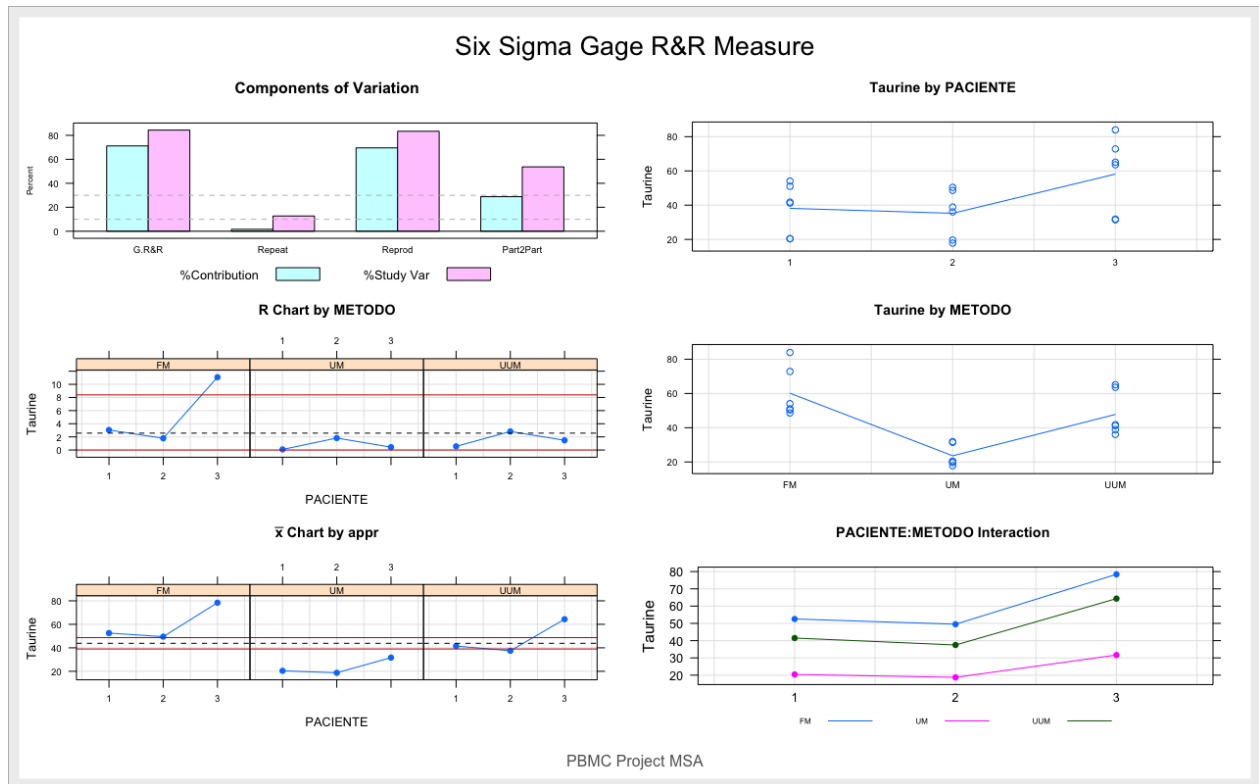 Six Sigma Gage R&R Measure
Components of Variation
Percent
80
60
40
20
0
G.R&R Repeat Reprod Part2Part
%Contribution %Study Var
R Chart by METODO
1 2 3
FM UM UUM
Taurine
10
8
6
4
2
0
1 2 3 1 2 3
PACIENTE
x̅ Chart by appr
1 2 3
FM UM UUM
Taurine
80
60
40
20
1 2 3 1 2 3
PACIENTE
Taurine by PACIENTE
Taurine
80
60
40
20
1 2 3
Taurine by METODO
Taurine
80
60
40
20
FM UM UUM
PACIENTE:METODO Interaction
Taurine
80
70
60
50
40
30
20
1 2 3
FM UM UUM
PBMC Project MSA